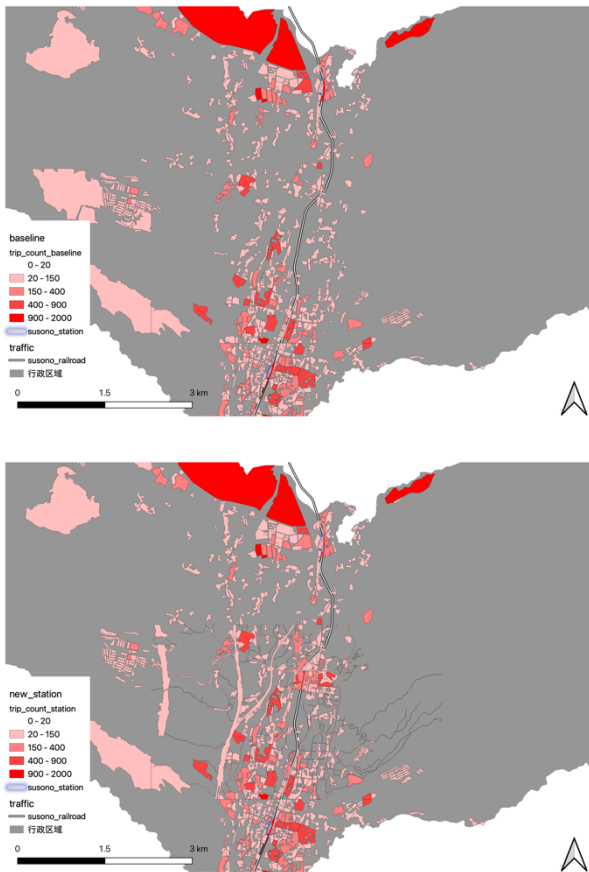 baseline
trip_count_baseline
0 - 20
20 - 150
150 - 400
400 - 900
900 - 2000
susono_station
traffic
susono_railroad
行政区域
0 1.5 3 km
new_station
trip_count_station
0 - 20
20 - 150
150 - 400
400 - 900
900 - 2000
susono_station
traffic
susono_railroad
行政区域
0 1.5 3 km